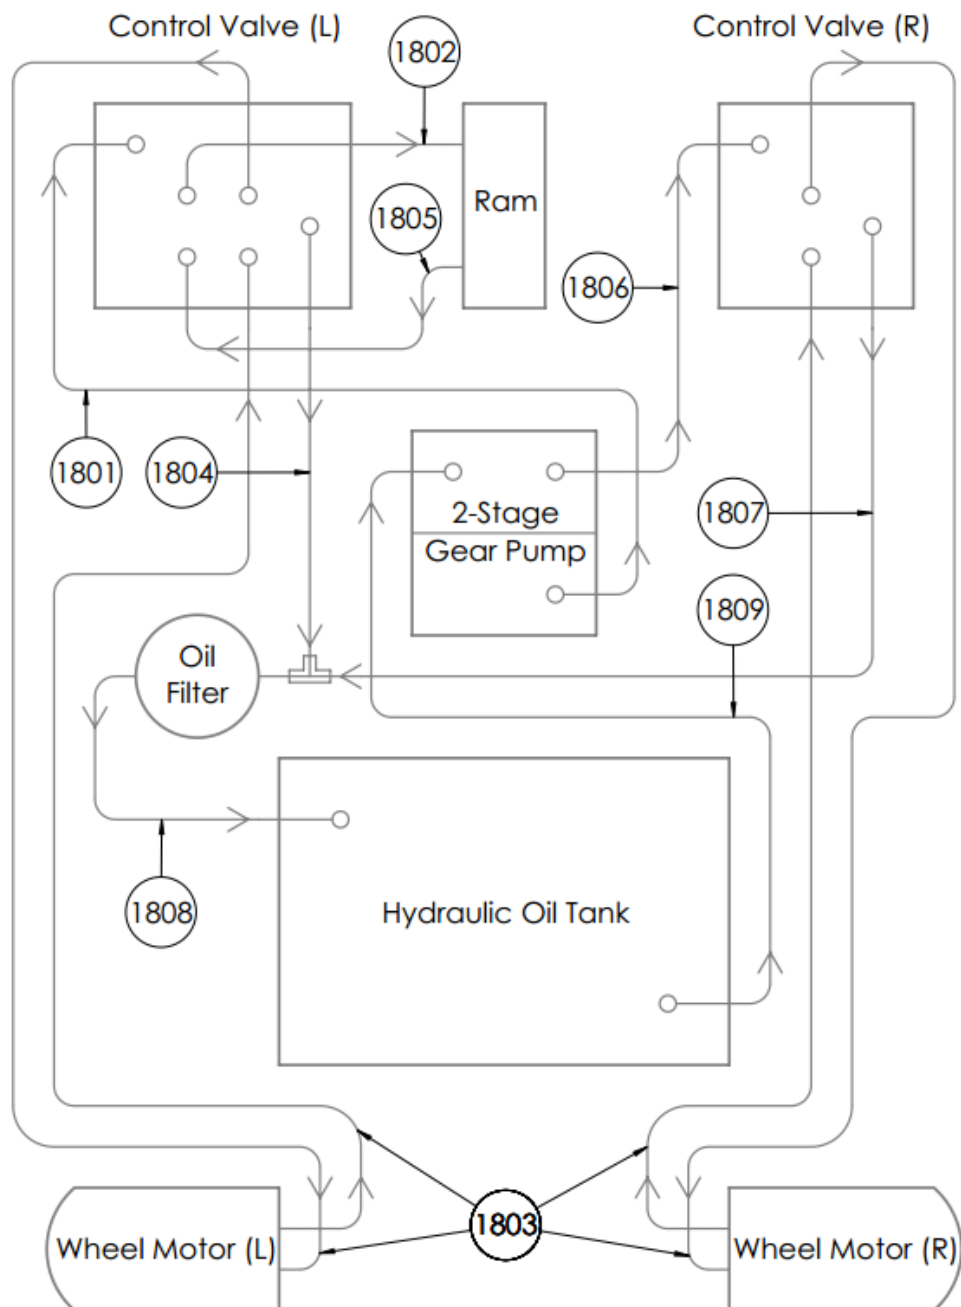 Control Valve (L)
Control Valve (R)
1802
Ram
1805
1806
1801
1804
2-Stage
Gear Pump
1807
1809
Oil
Filter
1808
Hydraulic Oil Tank
1803
Wheel Motor (L)
Wheel Motor (R)